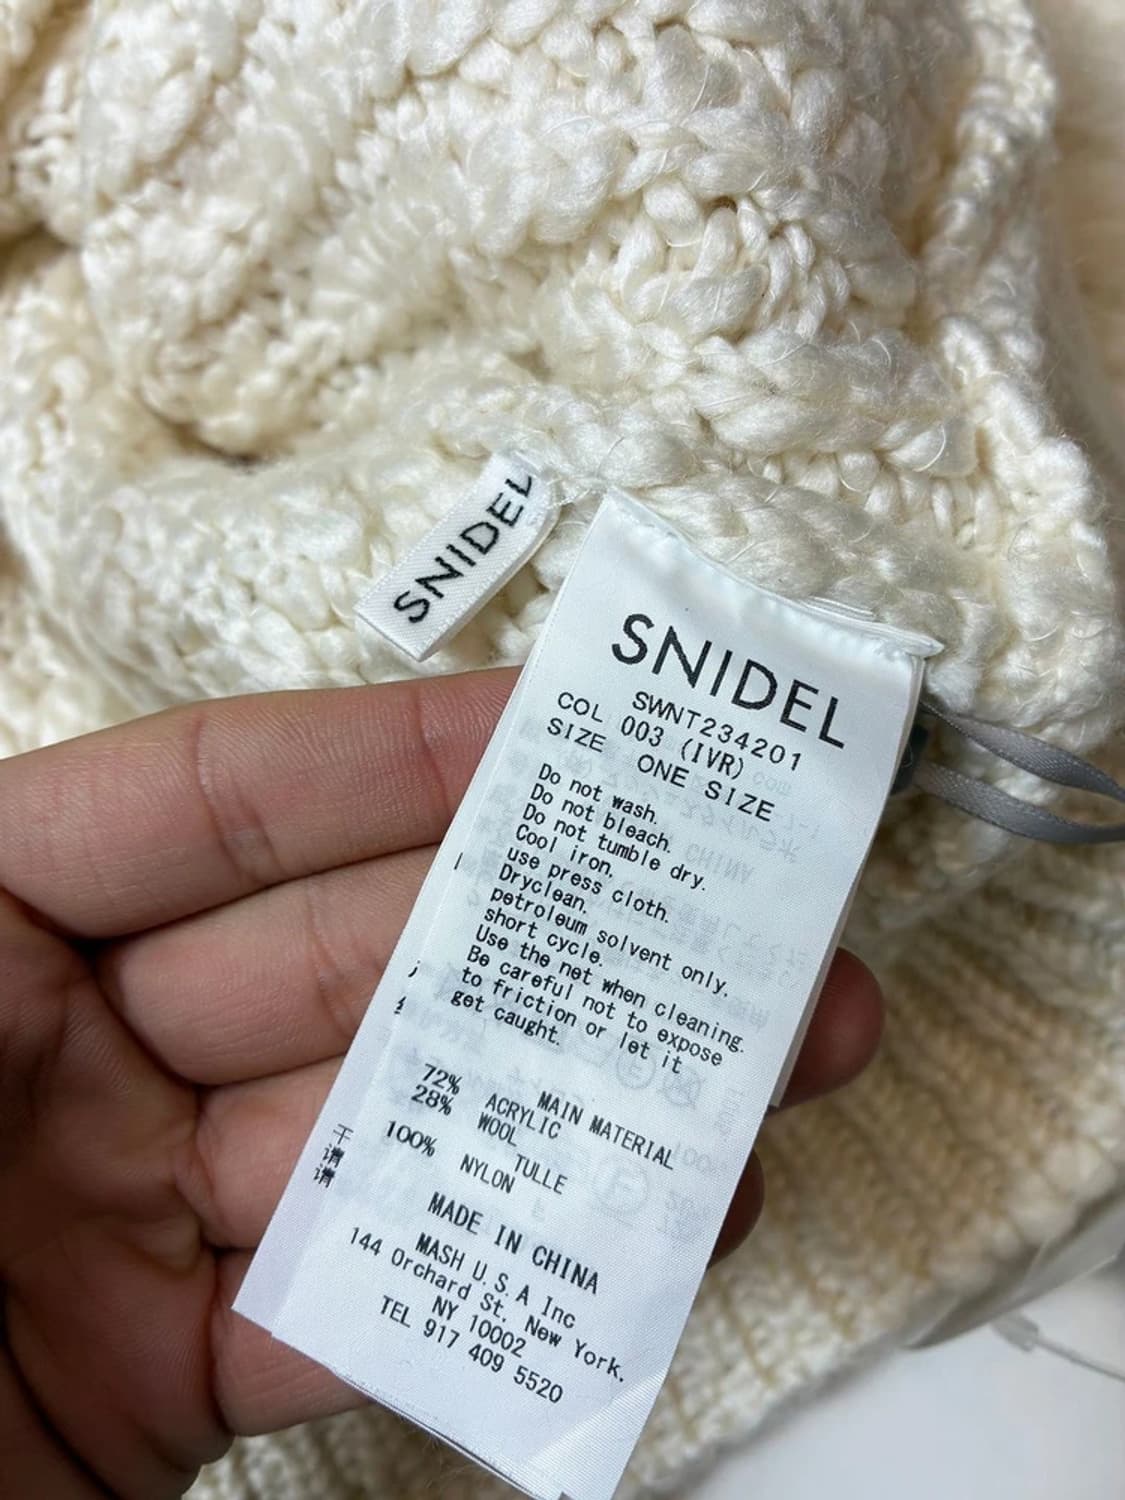 SNIDEL
SNIDEL
SWNT234201
COL 003 (IVR)
SIZE ONE SIZE
Do not wash.
Do not bleach.
Do not tumble dry.
Cool iron,
use press cloth.
Dryclean.
petroleum solvent only.
short cycle.
Use the net when cleaning.
Be careful not to expose
to friction or let it
get caught.
MAIN MATERIAL
72% ACRYLIC
28% WOOL
TULLE
100% NYLON
MADE IN CHINA
MASH U.S.A Inc
144 Orchard St. New York.
NY 10002
TEL 917 409 5520
干
请
请